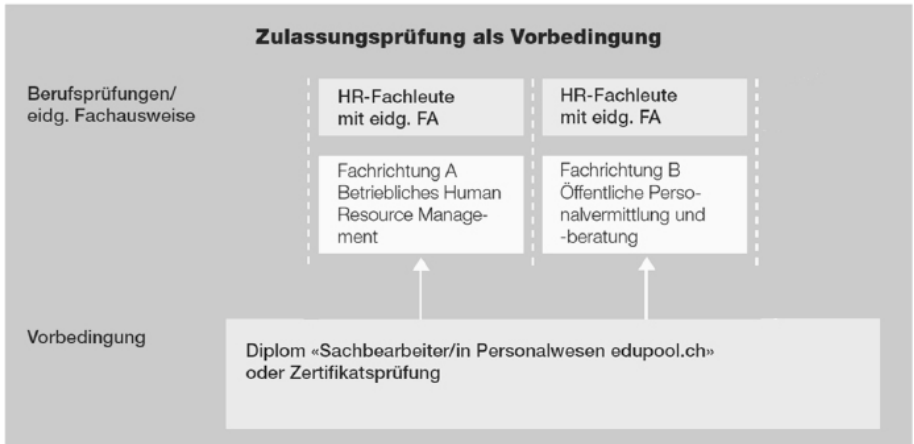 Zulassungsprüfung als Vorbedingung
Berufsprüfungen/
eidg. Fachausweise
HR-Fachleute
mit eidg. FA
HR-Fachleute
mit eidg. FA
Fachrichtung A
Betriebliches Human
Resource Manage-
ment
Fachrichtung B
Öffentliche Perso-
nalvermittlung und
-beratung
Vorbedingung
Diplom «Sachbearbeiter/in Personalwesen edupool.ch»
oder Zertifikatsprüfung